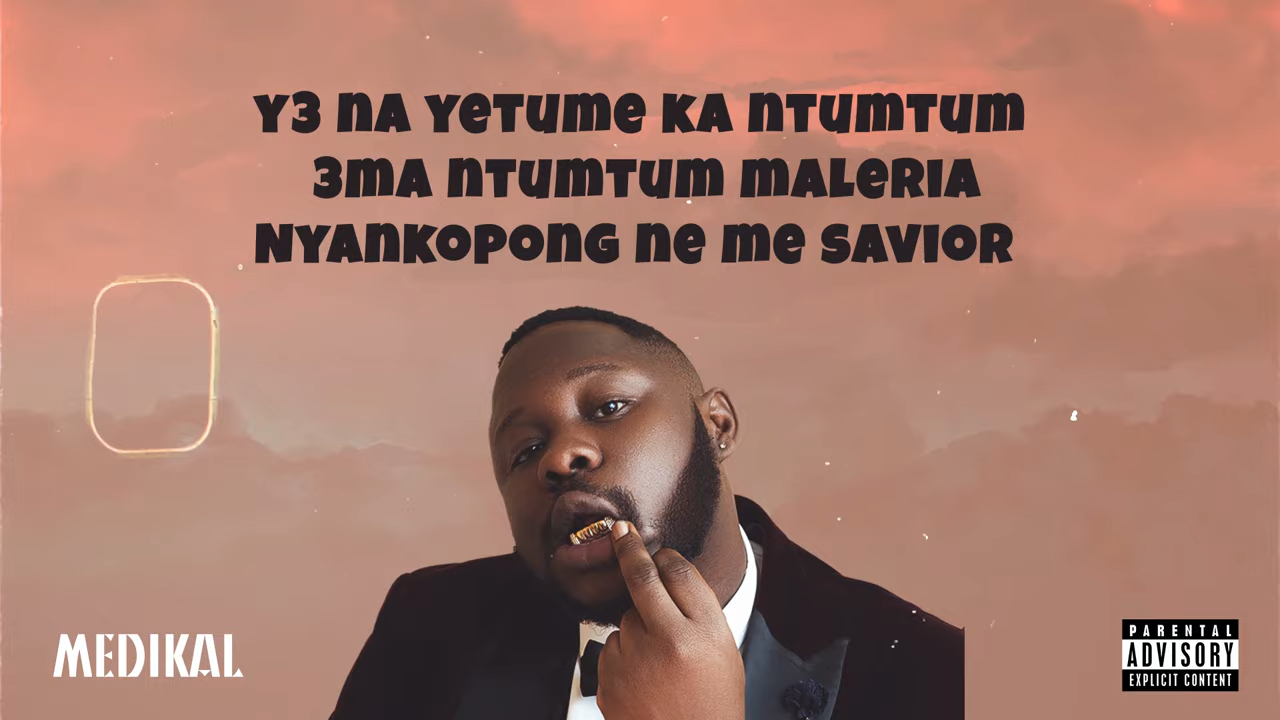 Y3 na yetume ka ntumtum
3ma ntumtum maleria
Nyankopong ne me savior
MEDIKAL
PARENTAL
ADVISORY
EXPLICIT CONTENT